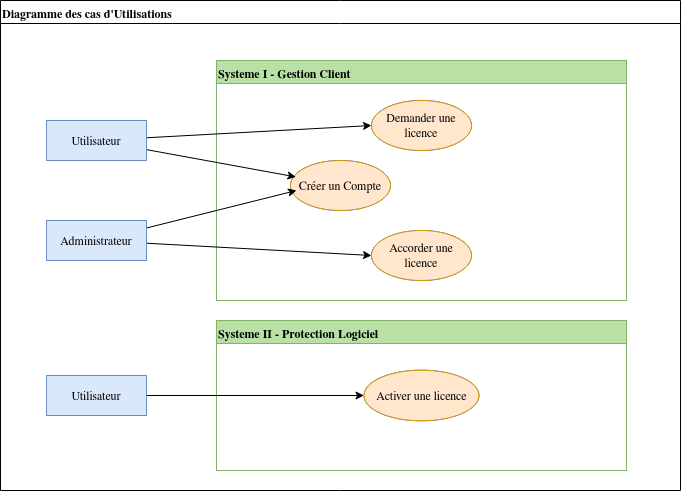 Diagramme des cas d'Utilisations
Systeme I - Gestion Client
Demander une
licence
Utilisateur
Créer un Compte
Administrateur
Accorder une
licence
Systeme II - Protection Logiciel
Utilisateur
Activer une licence